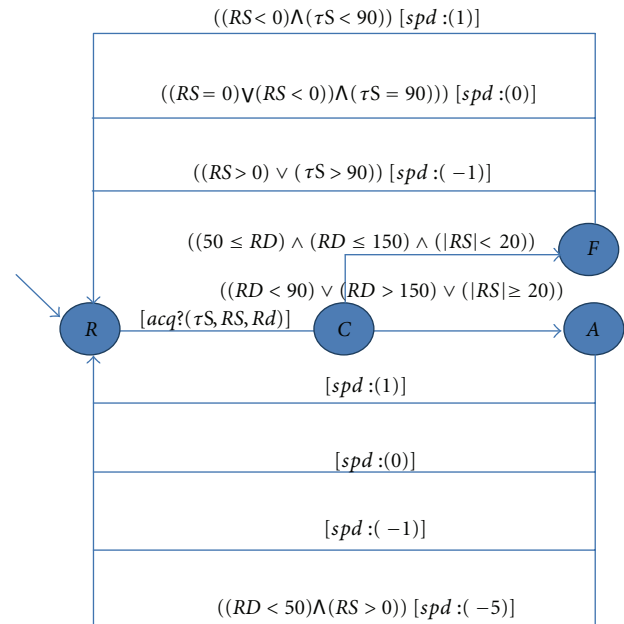 ((RS < 0)Λ(τS < 90)) [spd :(1)]
((RS = 0)V(RS < 0))Λ(τS = 90))) [spd :(0)]
((RS > 0) ∨ (τS > 90)) [spd :( −1)]
((50 ≤ RD) ∧ (RD ≤ 150) ∧ (|RS| < 20))
F
((RD < 90) ∨ (RD > 150) ∨ (|RS| ≥ 20))
R
[acq?(τS, RS, Rd)]
C
A
[spd :(1)]
[spd :(0)]
[spd :( −1)]
((RD < 50)Λ(RS > 0)) [spd :( −5)]